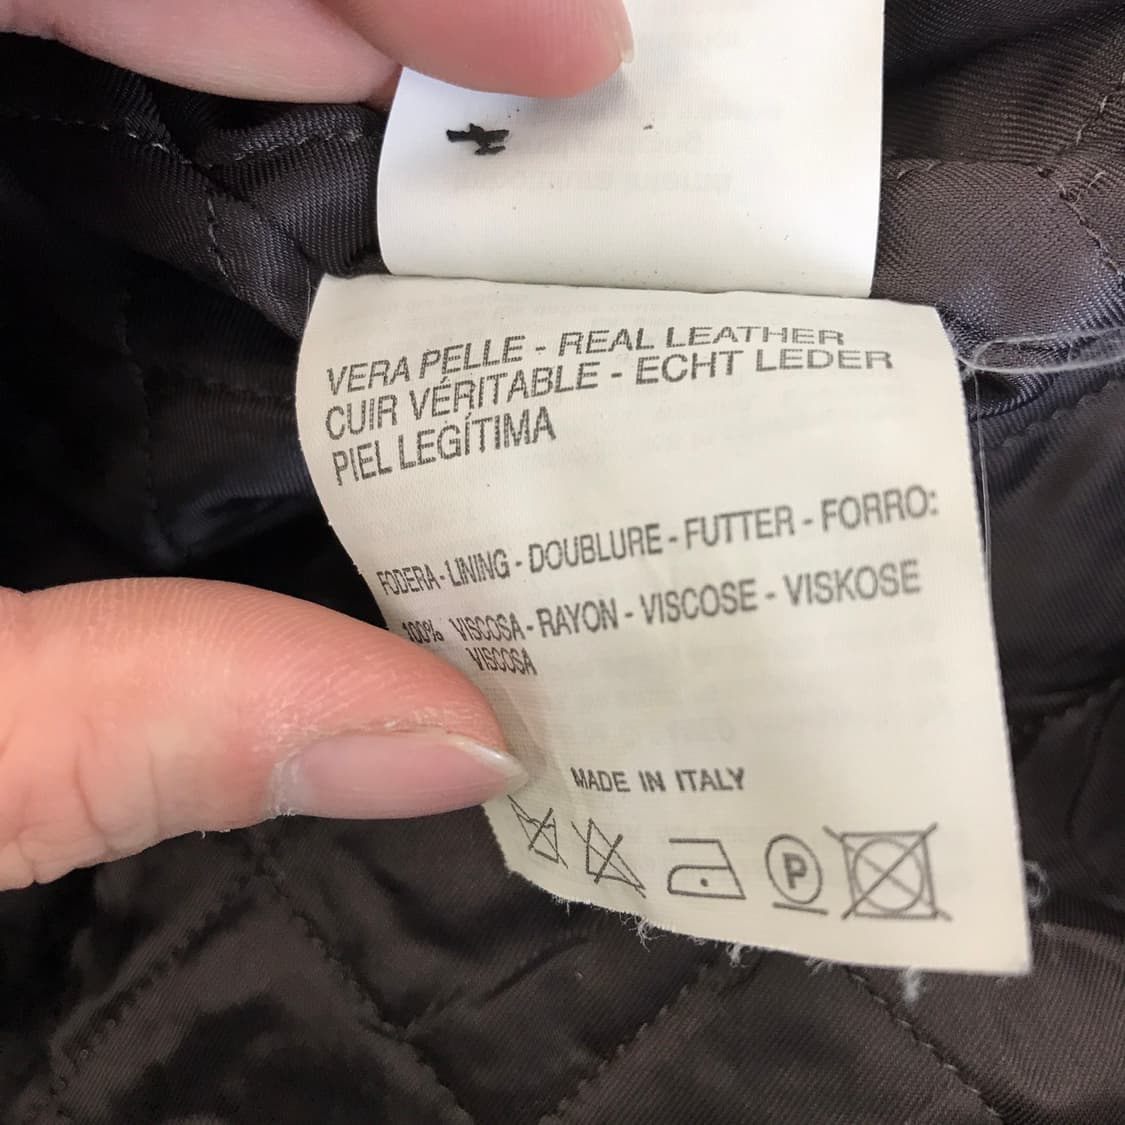 VERA PELLE - REAL LEATHER
CUIR VÉRITABLE - ECHT LEDER
PIEL LEGÍTIMA
FODERA - LINING - DOUBLURE - FUTTER - FORRO:
100% VISCOSA - RAYON - VISCOSE - VISKOSE
VISCOSA
MADE IN ITALY
P